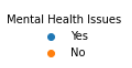 Mental Health Issues
Yes
No